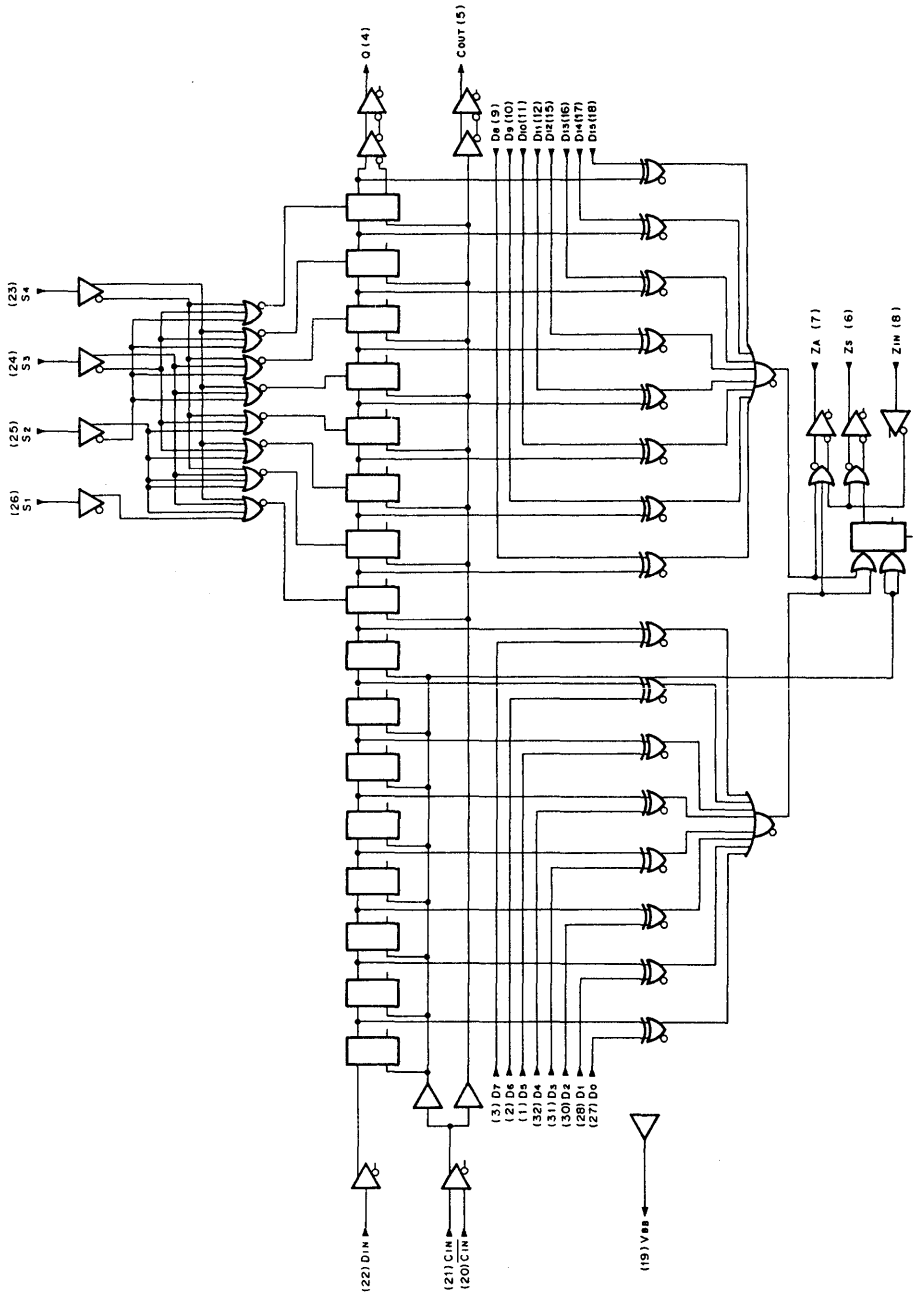 (26) S1
(25) S2
(24) S3
(23) S4
Q (4)
COUT (5)
D8 (9)
D9 (10)
D10 (11)
D11 (12)
D12 (15)
D13 (16)
D14 (17)
D15 (18)
(22) DIN
(21) CIN
(20) C̅I̅N̅
(3) D7
(2) D6
(1) D5
(32) D4
(31) D3
(30) D2
(28) D1
(27) D0
(19) VBB
ZA (7)
ZS (6)
ZIN (8)